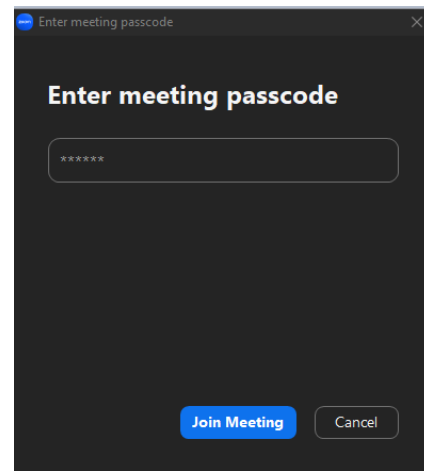 Enter meeting passcode
Enter meeting passcode
******
Join Meeting
Cancel